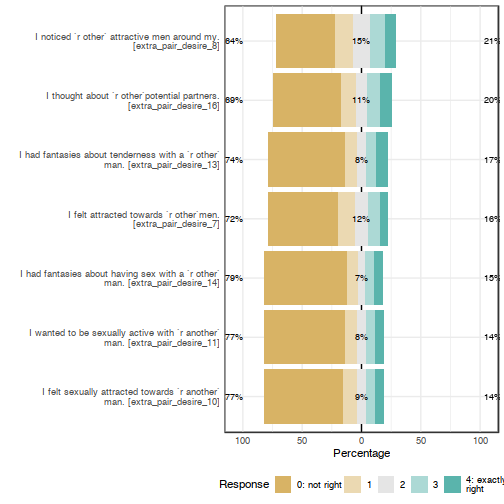 I noticed `r other` attractive men around my.
[extra_pair_desire_8]
84% 15% 21%
I thought about `r other`potential partners.
[extra_pair_desire_16]
69% 11% 20%
I had fantasies about tenderness with a `r other`
man. [extra_pair_desire_13]
74% 8% 17%
I felt attracted towards `r other`men.
[extra_pair_desire_7]
72% 12% 16%
I had fantasies about having sex with a `r other`
man. [extra_pair_desire_14]
79% 7% 15%
I wanted to be sexually active with `r another`
man. [extra_pair_desire_11]
77% 8% 14%
I felt sexually attracted towards `r another`
man. [extra_pair_desire_10]
77% 9% 14%
100 50 0 50 100
Percentage
Response 0: not right 1 2 3 4: exactly
right